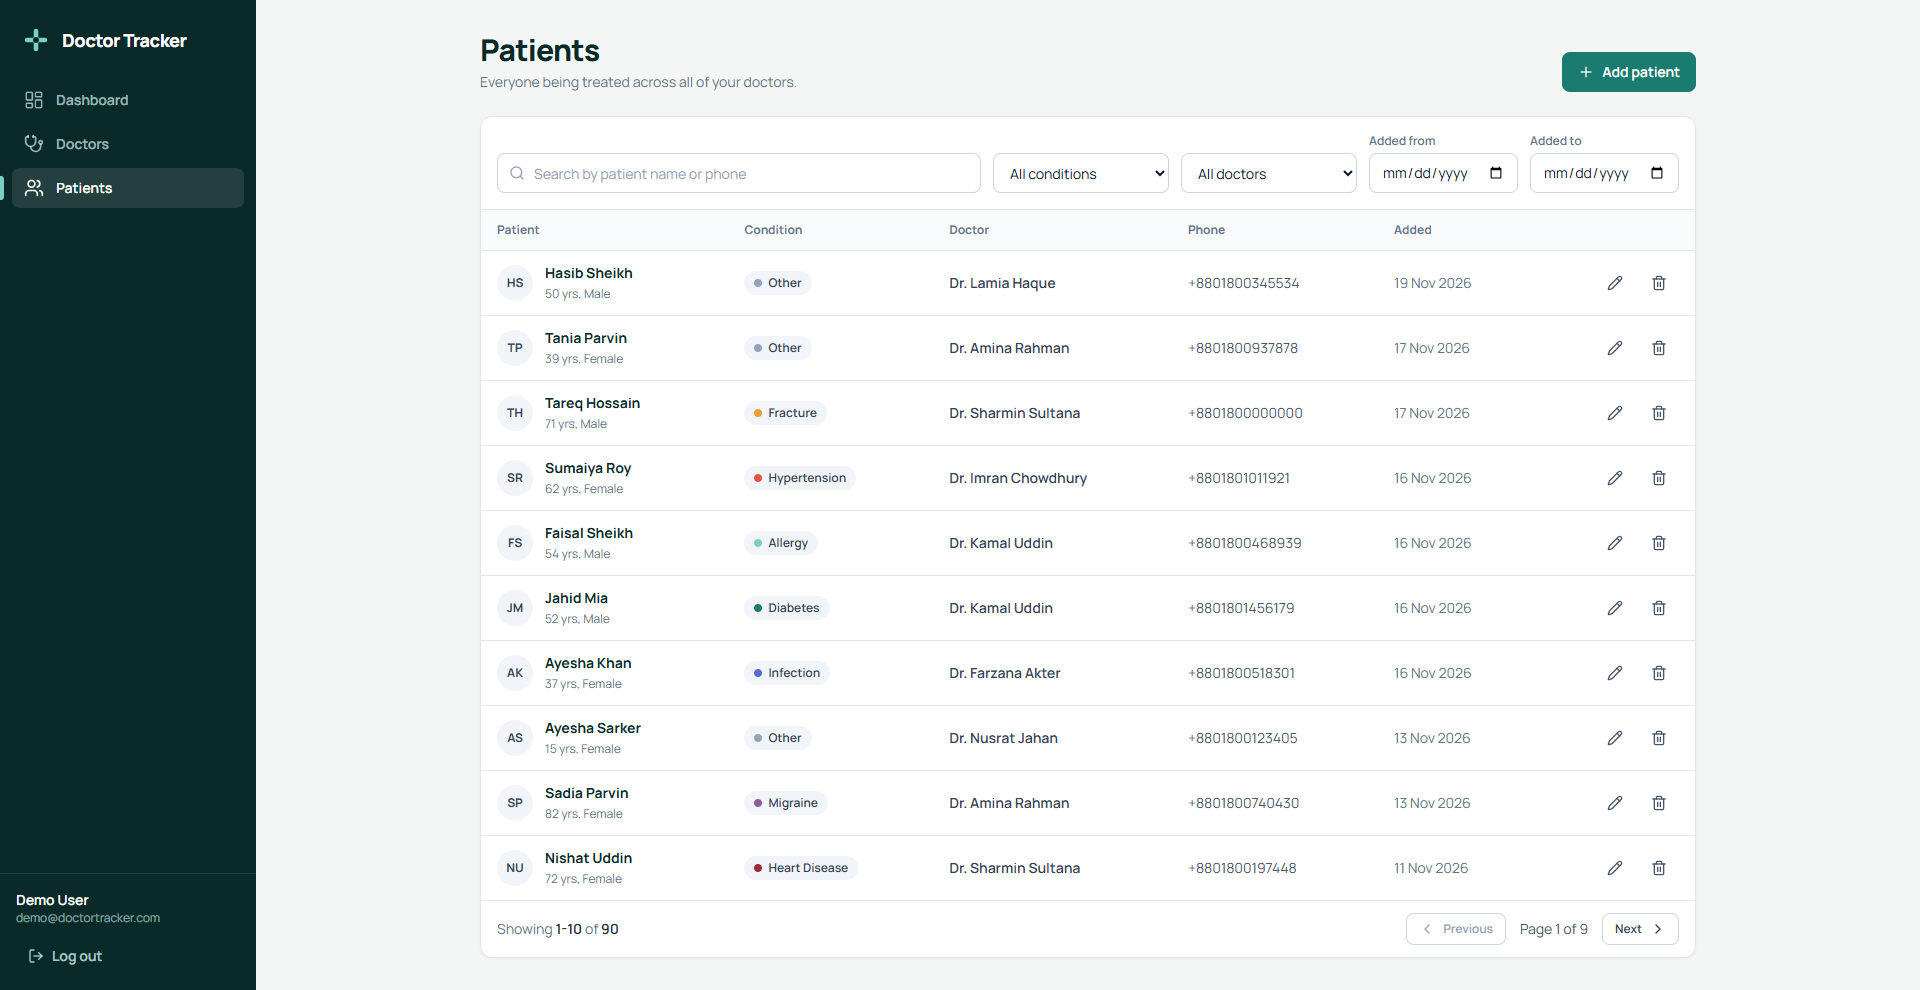 Doctor Tracker
Dashboard
Doctors
Patients
Demo User
demo@doctortracker.com
Log out
Patients
Everyone being treated across all of your doctors.
Add patient
Added from
Added to
Search by patient name or phone
All conditions
All doctors
mm/dd/yyyy
mm/dd/yyyy
Patient Condition Doctor Phone Added
HS Hasib Sheikh Other Dr. Lamia Haque +8801800345534 19 Nov 2026
50 yrs, Male
TP Tania Parvin Other Dr. Amina Rahman +8801800937878 17 Nov 2026
39 yrs, Female
TH Tareq Hossain Fracture Dr. Sharmin Sultana +8801800000000 17 Nov 2026
71 yrs, Male
SR Sumaiya Roy Hypertension Dr. Imran Chowdhury +8801801011921 16 Nov 2026
62 yrs, Female
FS Faisal Sheikh Allergy Dr. Kamal Uddin +8801800468939 16 Nov 2026
54 yrs, Male
JM Jahid Mia Diabetes Dr. Kamal Uddin +8801801456179 16 Nov 2026
52 yrs, Male
AK Ayesha Khan Infection Dr. Farzana Akter +8801800518301 16 Nov 2026
37 yrs, Female
AS Ayesha Sarker Other Dr. Nusrat Jahan +8801800123405 13 Nov 2026
15 yrs, Female
SP Sadia Parvin Migraine Dr. Amina Rahman +8801800740430 13 Nov 2026
82 yrs, Female
NU Nishat Uddin Heart Disease Dr. Sharmin Sultana +8801800197448 11 Nov 2026
72 yrs, Female
Showing 1-10 of 90
Previous
Page 1 of 9
Next